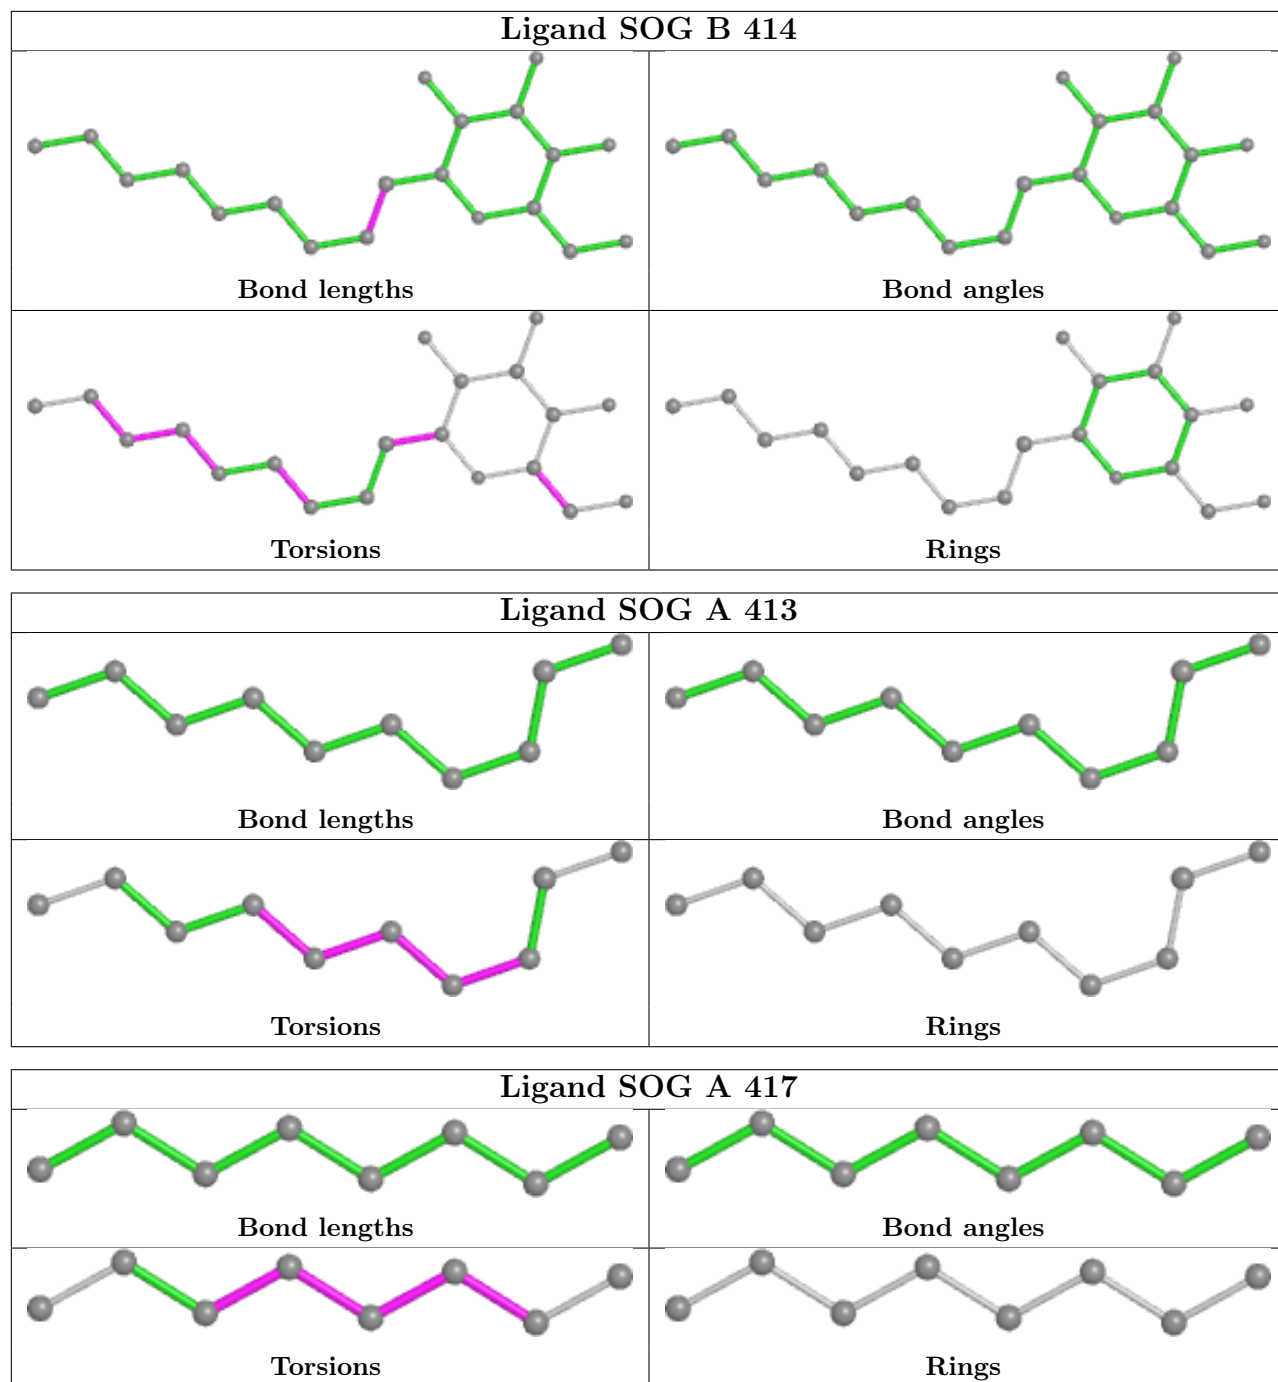 Ligand SOG B 414
Bond lengths
Bond angles
Torsions
Rings
Ligand SOG A 413
Bond lengths
Bond angles
Torsions
Rings
Ligand SOG A 417
Bond lengths
Bond angles
Torsions
Rings